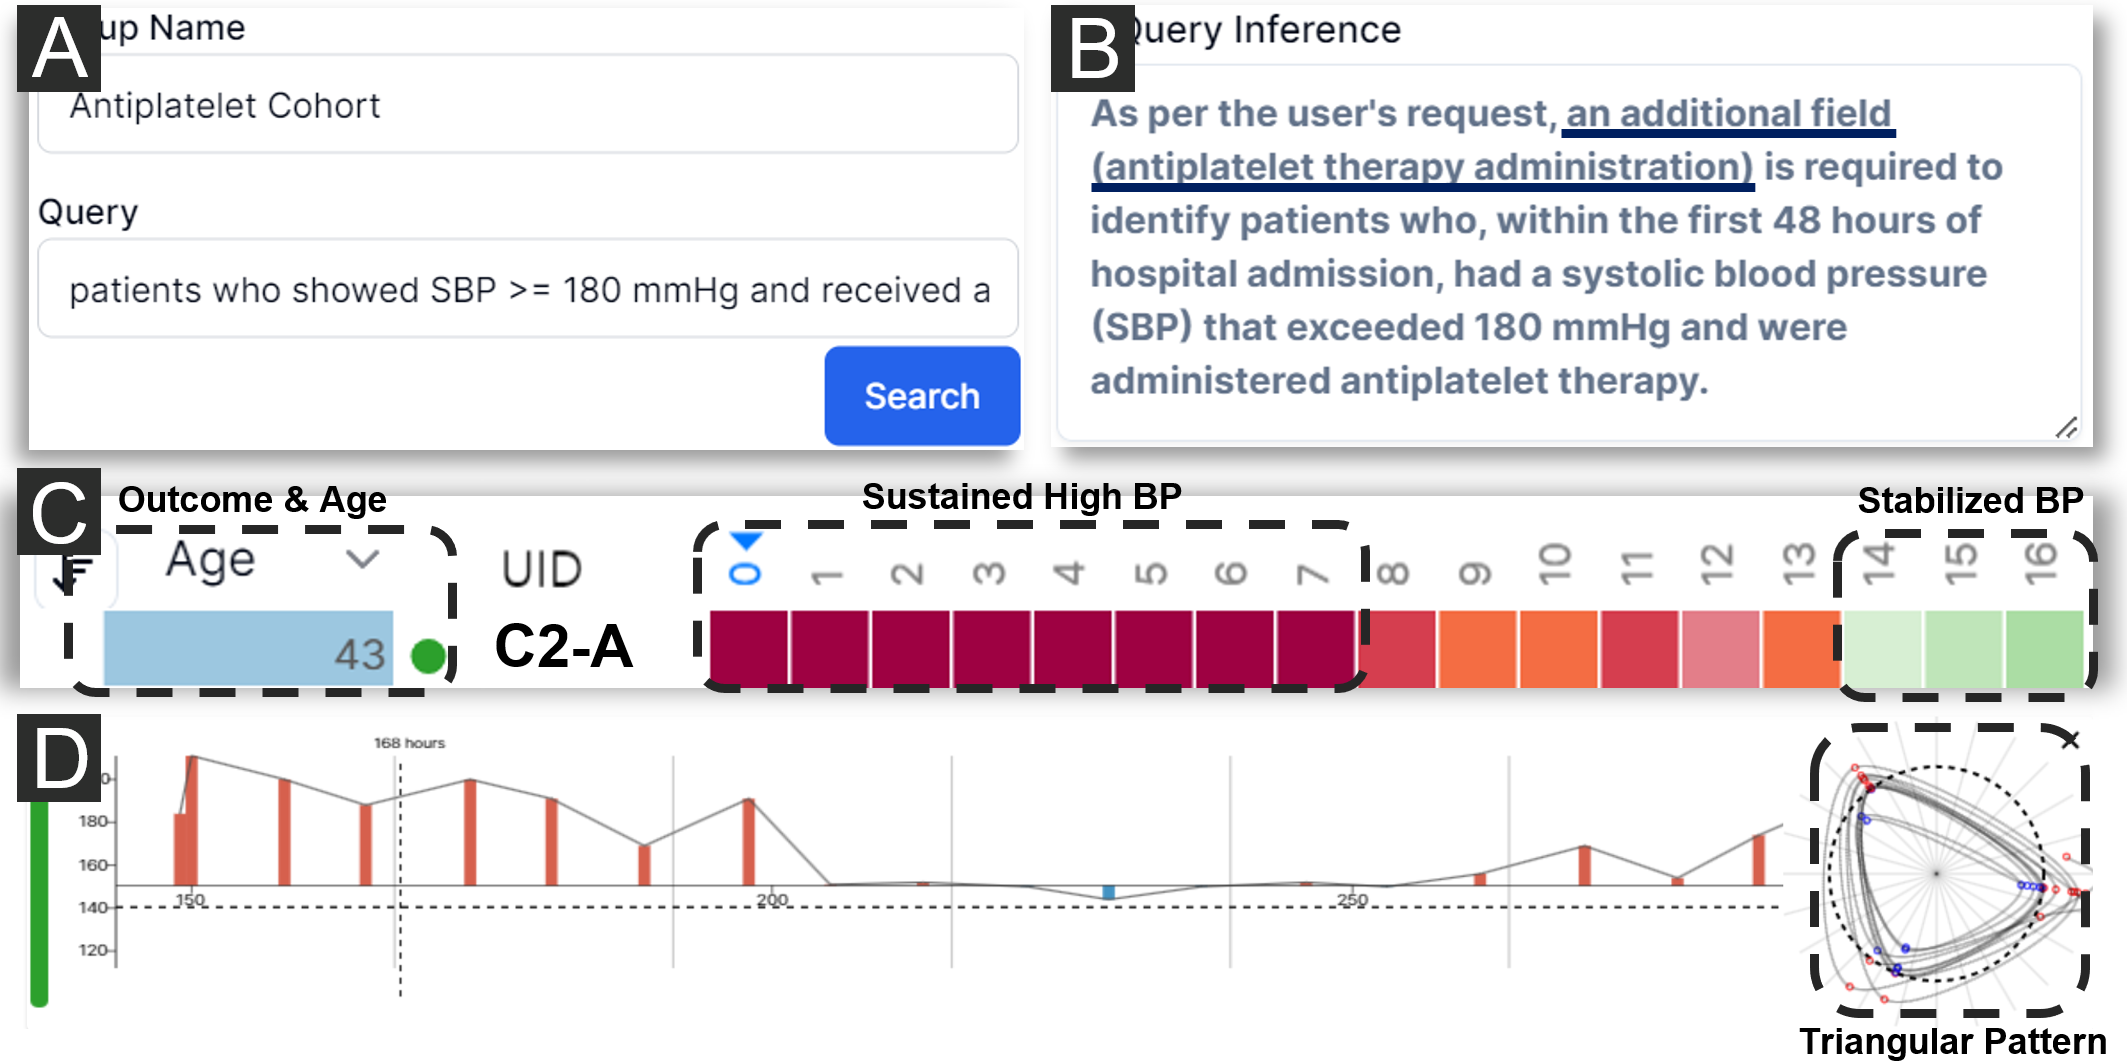 A
up Name
Antiplatelet Cohort
Query
patients who showed SBP >= 180 mmHg and received a
Search
B
Query Inference
As per the user's request, an additional field
(antiplatelet therapy administration) is required to
identify patients who, within the first 48 hours of
hospital admission, had a systolic blood pressure
(SBP) that exceeded 180 mmHg and were
administered antiplatelet therapy.
C
Outcome & Age
Sustained High BP
Stabilized BP
Age
UID
0 1 2 3 4 5 6 7 8 9 10 11 12 13 14 15 16
43
C2-A
D
168 hours
0
180
160
150 200 250
140
120
Triangular Pattern